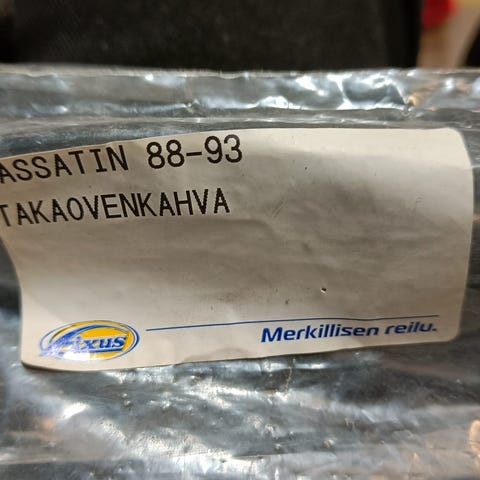 ASSATIN 88-93
TAKAOVENKAHVA
Fixus
Merkillisen reilu.